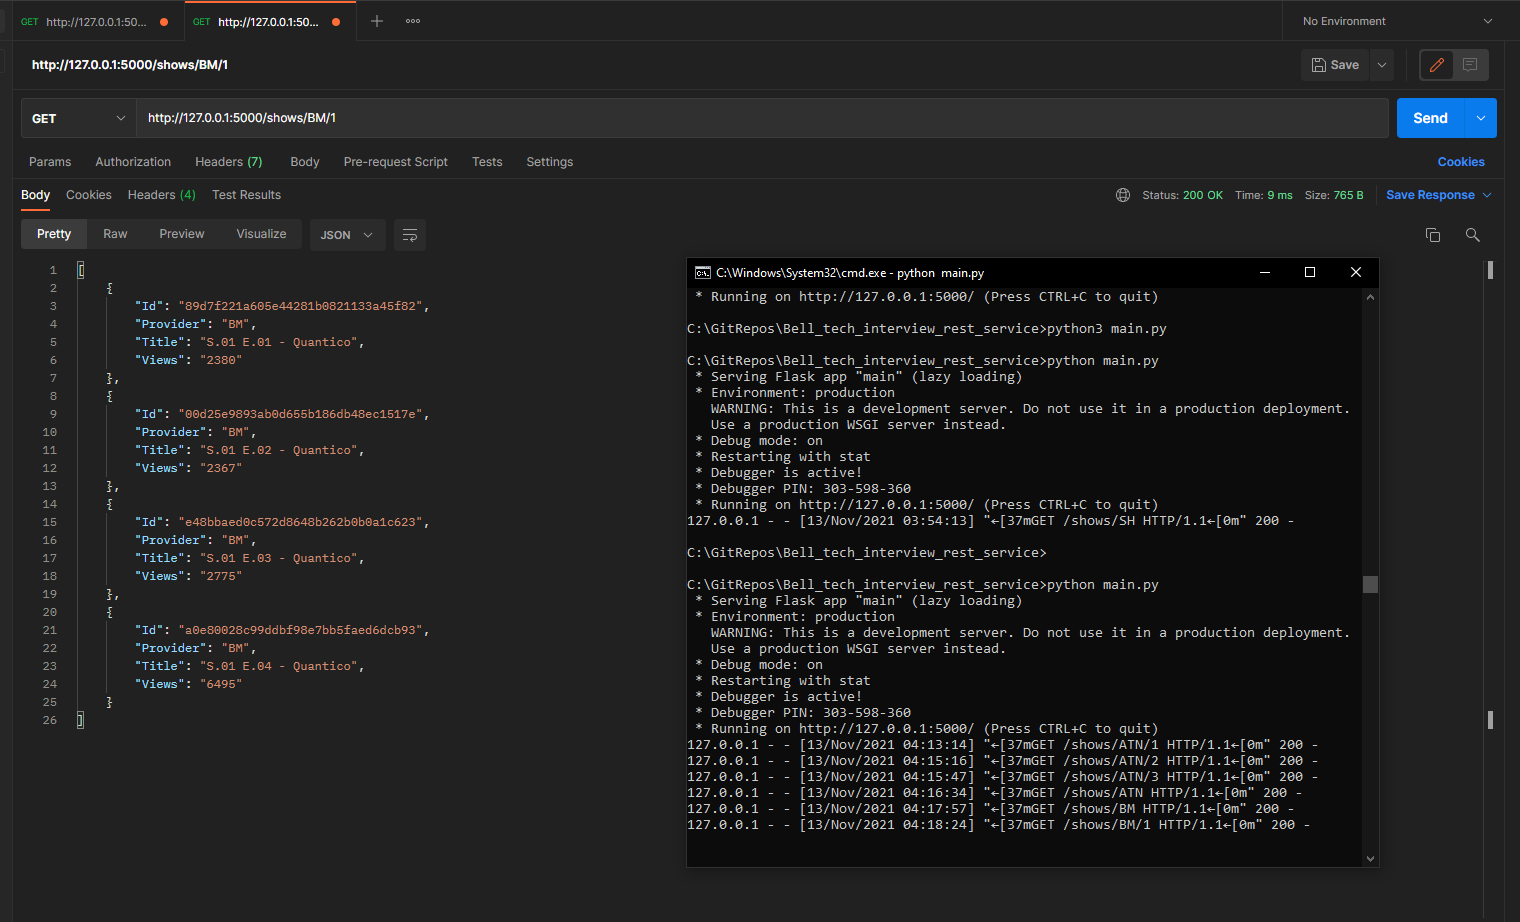 GET http://127.0.0.1:50... GET http://127.0.0.1:50... No Environment
http://127.0.0.1:5000/shows/BM/1 Save
GET http://127.0.0.1:5000/shows/BM/1 Send
Params Authorization Headers (7) Body Pre-request Script Tests Settings Cookies
Body Cookies Headers (4) Test Results Status: 200 OK Time: 9 ms Size: 765 B Save Response
Pretty Raw Preview Visualize JSON
1 [
2 {
3 "Id": "89d7f221a605e44281b0821133a45f82",
4 "Provider": "BM",
5 "Title": "S.01 E.01 - Quantico",
6 "Views": "2380"
7 },
8 {
9 "Id": "00d25e9893ab0d655b186db48ec1517e",
10 "Provider": "BM",
11 "Title": "S.01 E.02 - Quantico",
12 "Views": "2367"
13 },
14 {
15 "Id": "e48bbaed0c572d8648b262b0b0a1c623",
16 "Provider": "BM",
17 "Title": "S.01 E.03 - Quantico",
18 "Views": "2775"
19 },
20 {
21 "Id": "a0e80028c99ddbf98e7bb5faed6dcb93",
22 "Provider": "BM",
23 "Title": "S.01 E.04 - Quantico",
24 "Views": "6495"
25 }
26 ]
C:\Windows\System32\cmd.exe - python  main.py
 * Running on http://127.0.0.1:5000/ (Press CTRL+C to quit)
C:\GitRepos\Bell_tech_interview_rest_service>python3 main.py
C:\GitRepos\Bell_tech_interview_rest_service>python main.py
 * Serving Flask app "main" (lazy loading)
 * Environment: production
   WARNING: This is a development server. Do not use it in a production deployment.
   Use a production WSGI server instead.
 * Debug mode: on
 * Restarting with stat
 * Debugger is active!
 * Debugger PIN: 303-598-360
 * Running on http://127.0.0.1:5000/ (Press CTRL+C to quit)
127.0.0.1 - - [13/Nov/2021 03:54:13] "←[37mGET /shows/SH HTTP/1.1←[0m" 200 -
C:\GitRepos\Bell_tech_interview_rest_service>
C:\GitRepos\Bell_tech_interview_rest_service>python main.py
 * Serving Flask app "main" (lazy loading)
 * Environment: production
   WARNING: This is a development server. Do not use it in a production deployment.
   Use a production WSGI server instead.
 * Debug mode: on
 * Restarting with stat
 * Debugger is active!
 * Debugger PIN: 303-598-360
 * Running on http://127.0.0.1:5000/ (Press CTRL+C to quit)
127.0.0.1 - - [13/Nov/2021 04:13:14] "←[37mGET /shows/ATN/1 HTTP/1.1←[0m" 200 -
127.0.0.1 - - [13/Nov/2021 04:15:16] "←[37mGET /shows/ATN/2 HTTP/1.1←[0m" 200 -
127.0.0.1 - - [13/Nov/2021 04:15:47] "←[37mGET /shows/ATN/3 HTTP/1.1←[0m" 200 -
127.0.0.1 - - [13/Nov/2021 04:16:34] "←[37mGET /shows/ATN HTTP/1.1←[0m" 200 -
127.0.0.1 - - [13/Nov/2021 04:17:57] "←[37mGET /shows/BM HTTP/1.1←[0m" 200 -
127.0.0.1 - - [13/Nov/2021 04:18:24] "←[37mGET /shows/BM/1 HTTP/1.1←[0m" 200 -